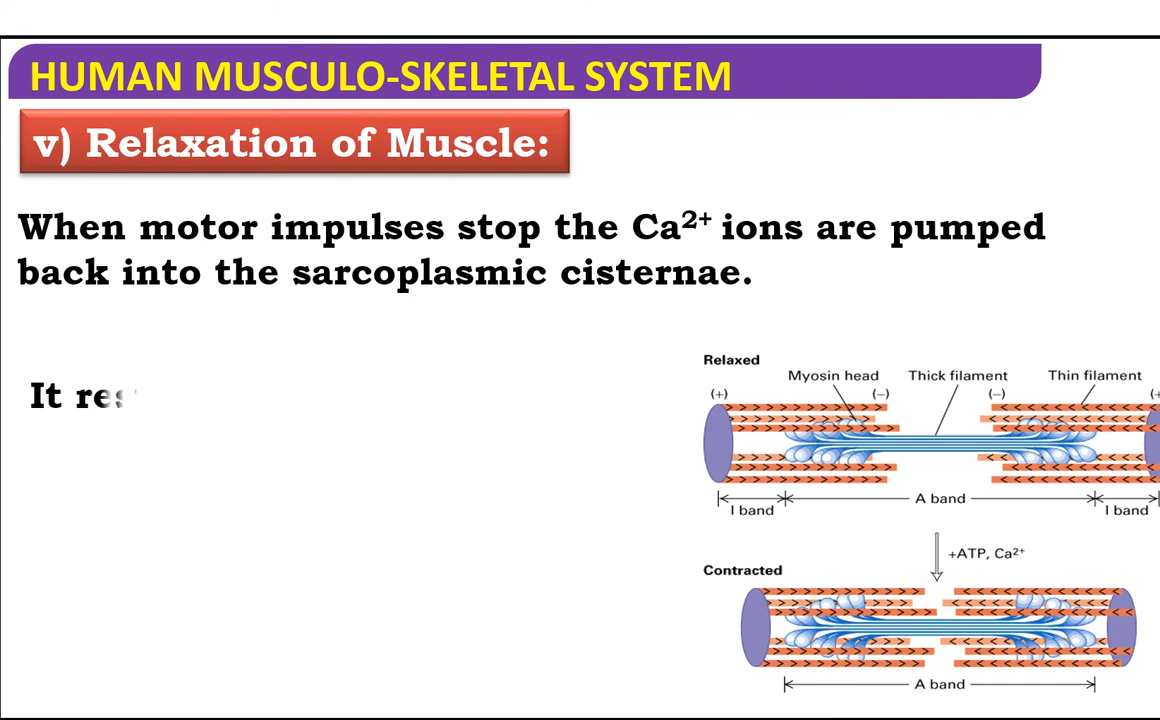 HUMAN MUSCULO-SKELETAL SYSTEM
v) Relaxation of Muscle:
When motor impulses stop the Ca²⁺ ions are pumped
back into the sarcoplasmic cisternae.
It
Relaxed
Myosin head Thick filament Thin filament
(+) (−) (−)
I band A band I band
+ATP, Ca²⁺
Contracted
A band